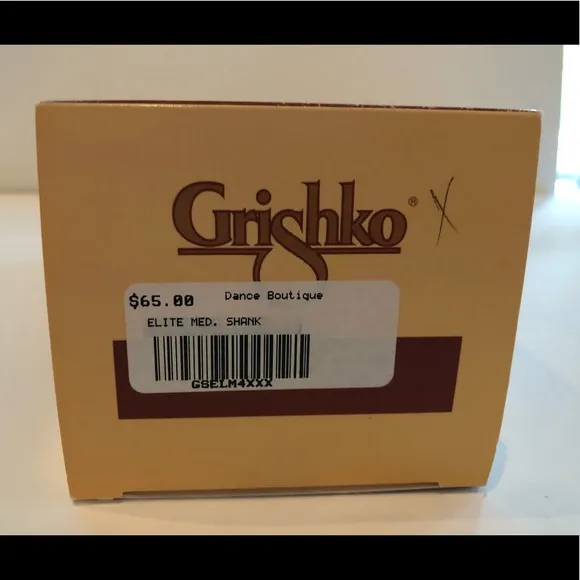 Grishko® X
$65.00 Dance Boutique
ELITE MED. SHANK
GSELM4XXX